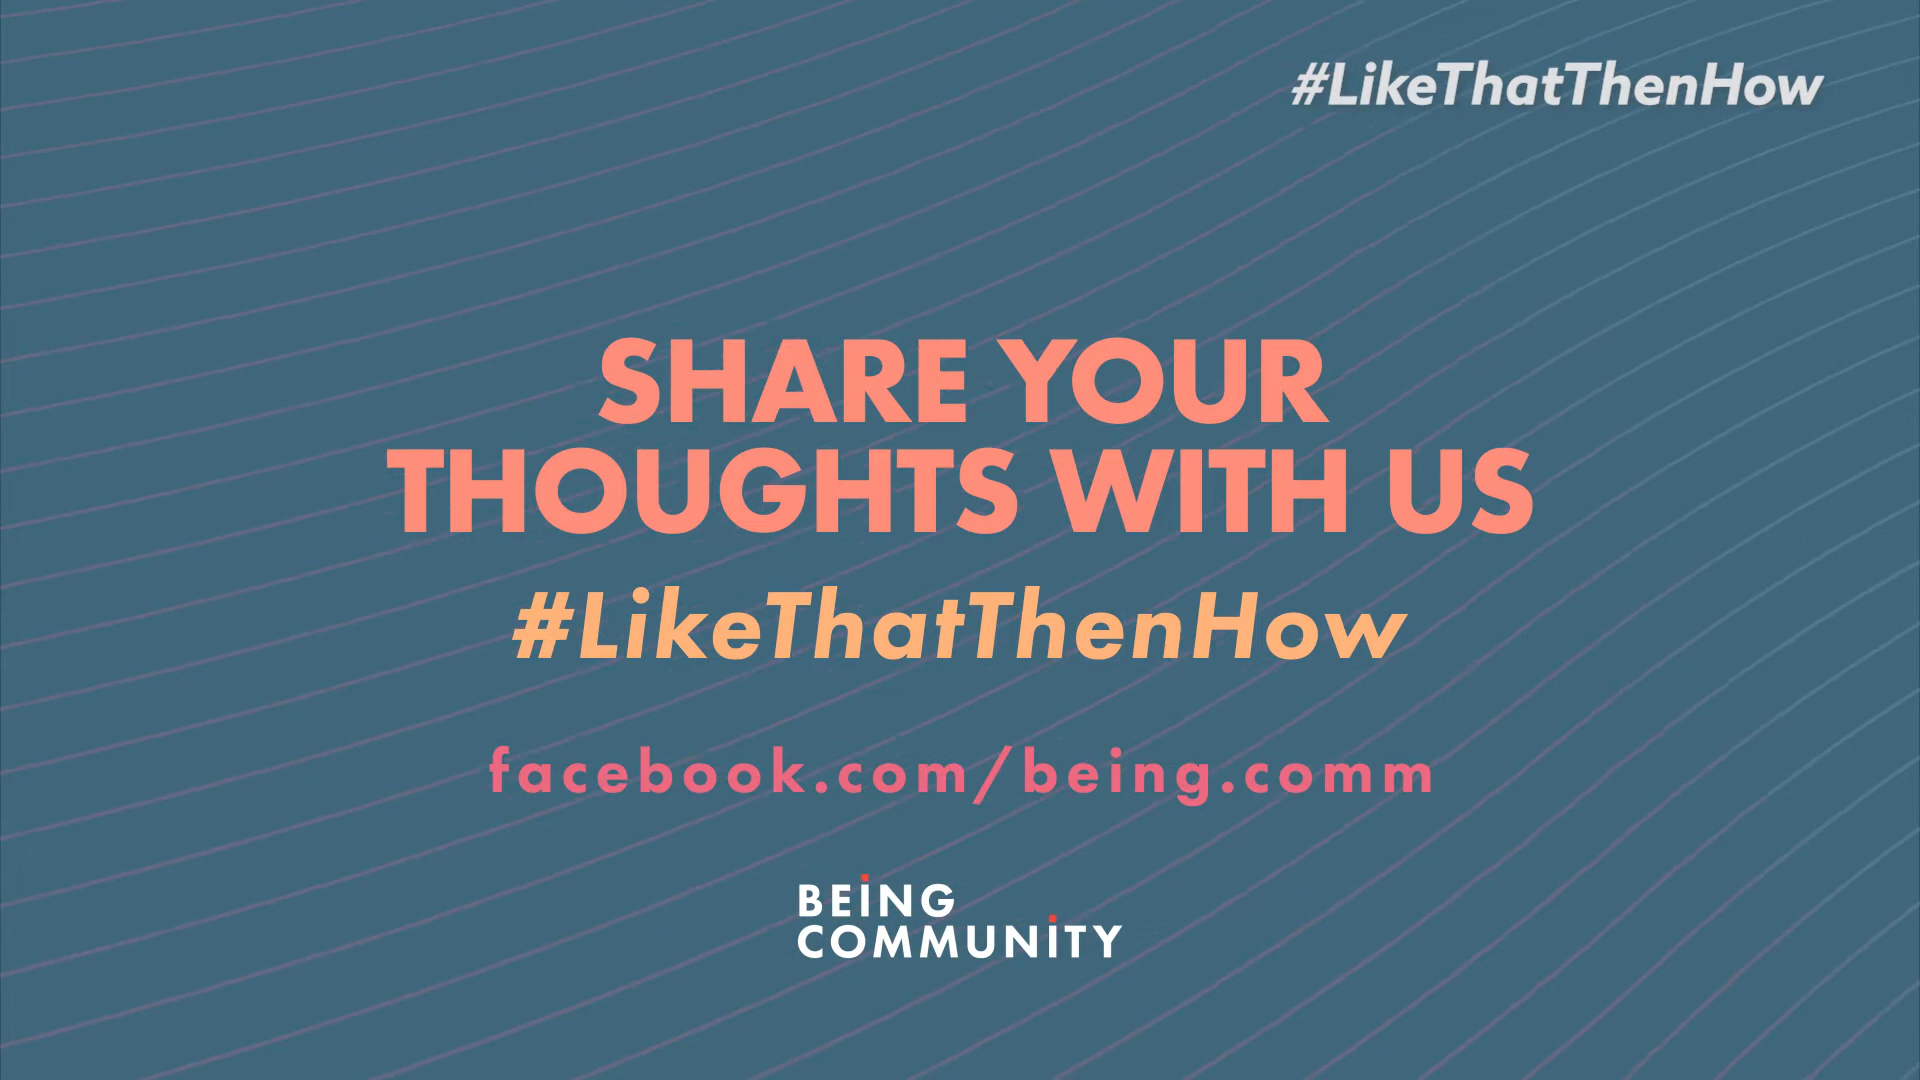 #LikeThatThenHow
SHARE YOUR
THOUGHTS WITH US
#LikeThatThenHow
facebook.com/being.comm
BEING
COMMUNITY